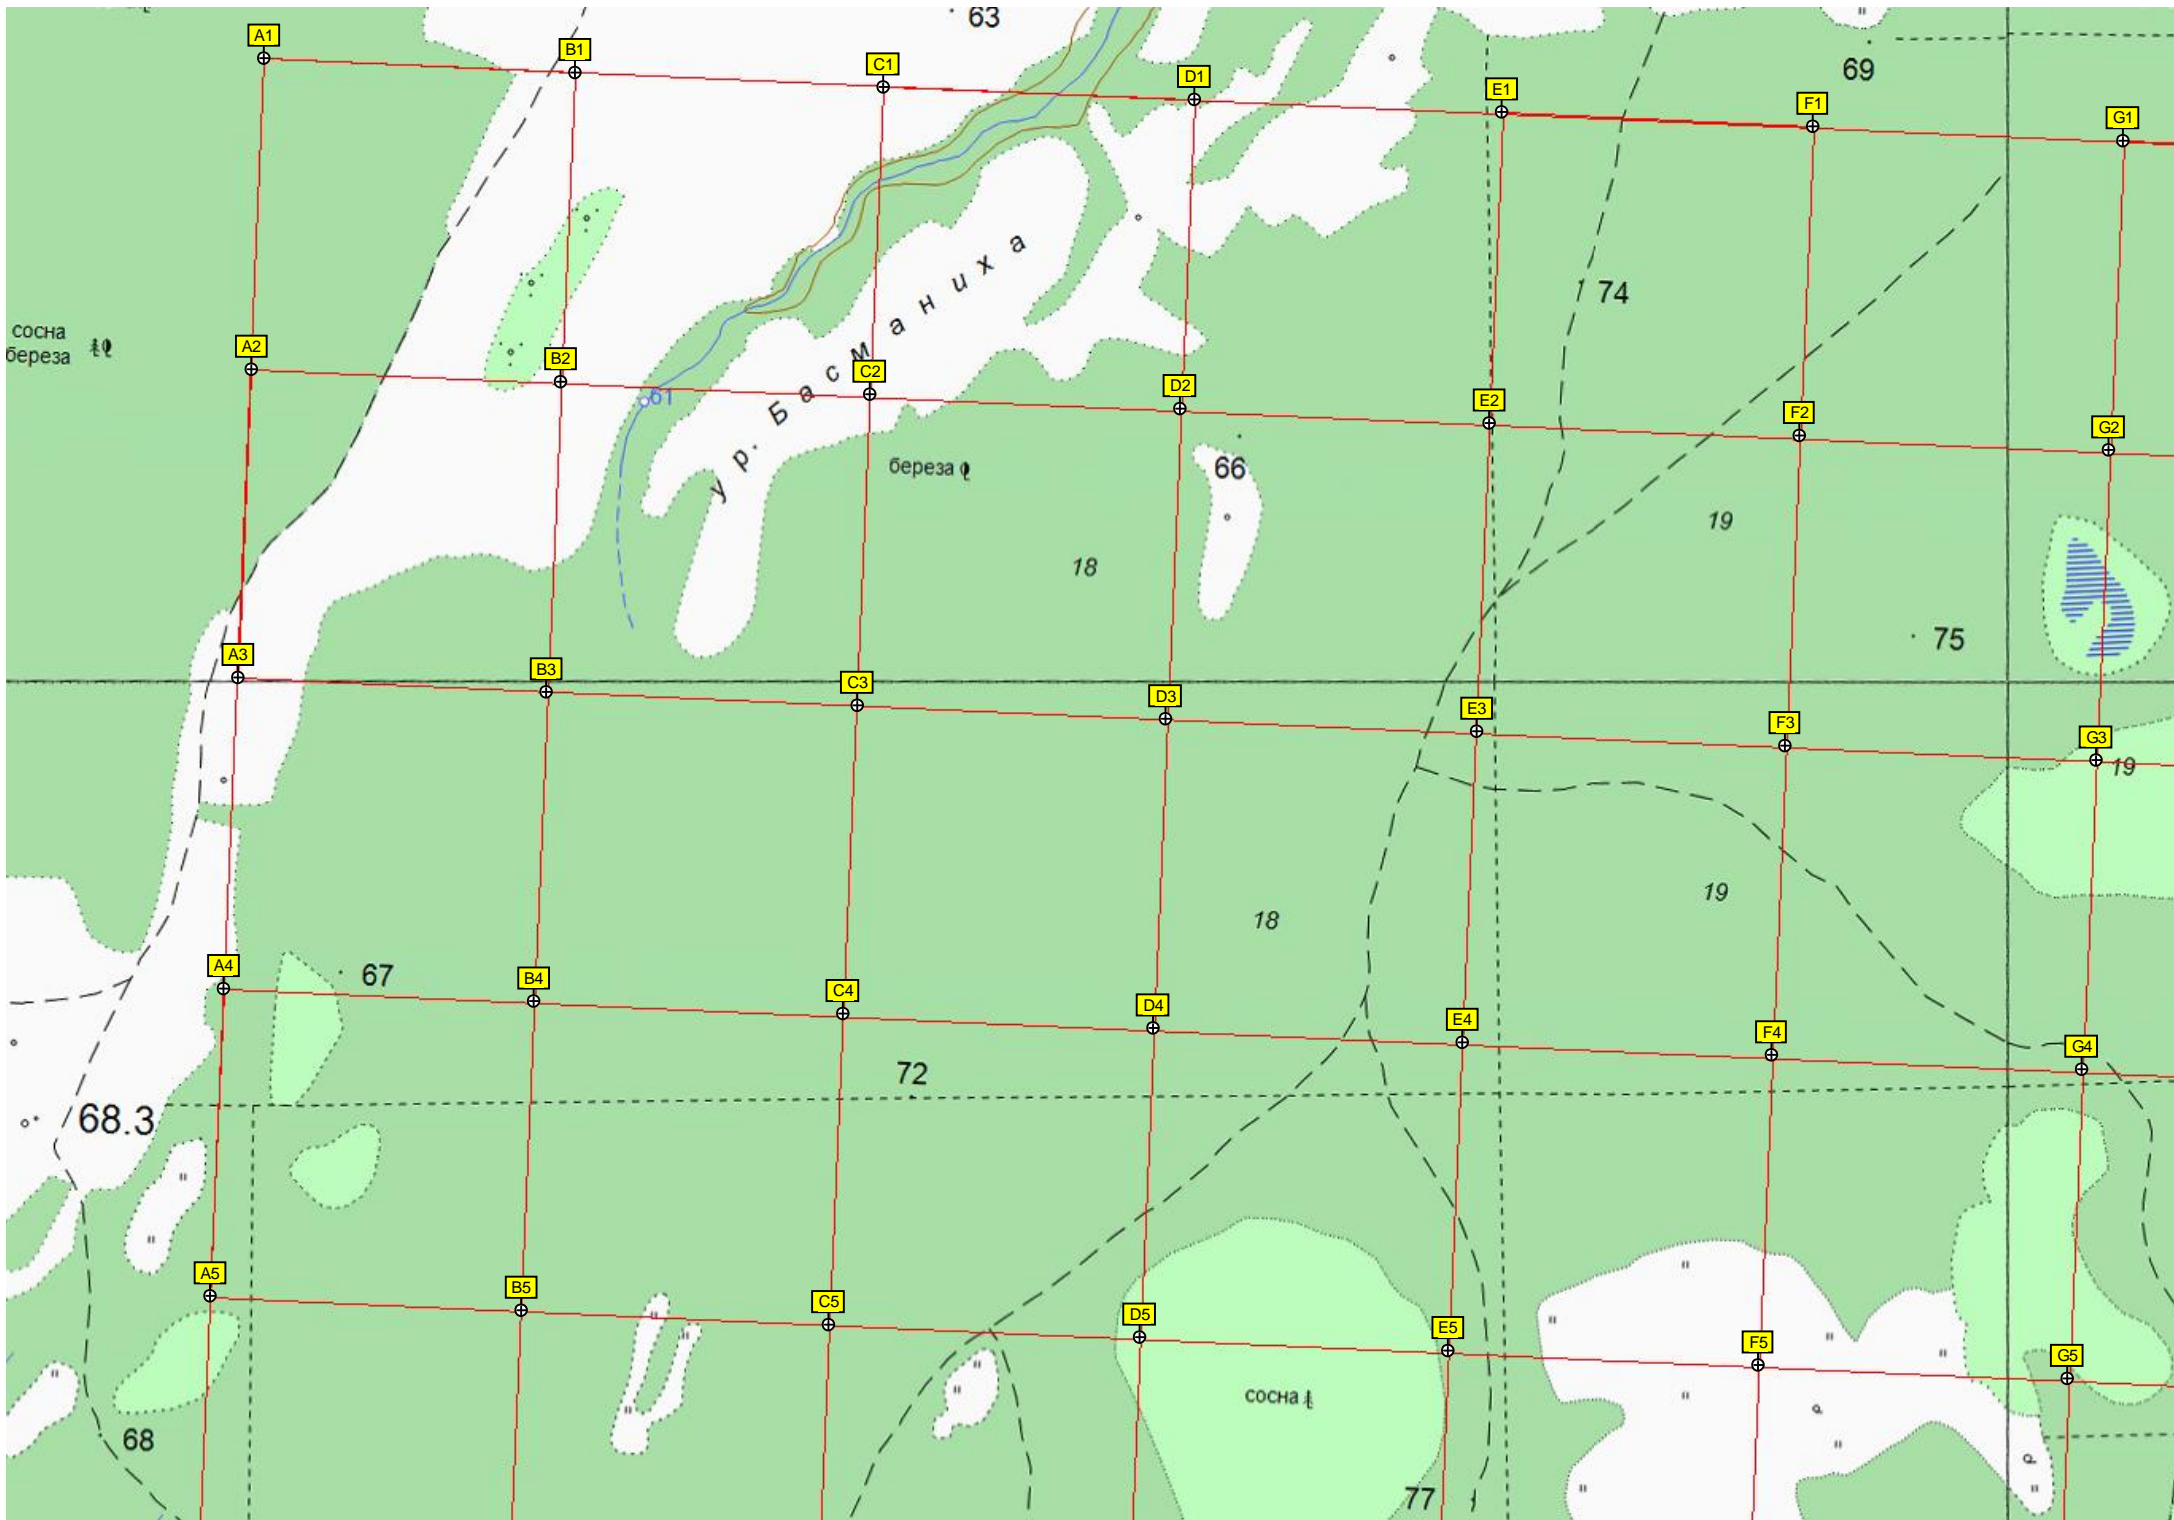 63
A1
B1
C1
D1
E1
F1
G1
69
ур. Басманиха
74
сосна
береза
A2
B2
C2
D2
E2
F2
G2
61
береза
66
18
19
75
A3
B3
C3
D3
E3
F3
G3
19
18
19
A4
B4
C4
D4
E4
F4
G4
67
72
68.3
A5
B5
C5
D5
E5
F5
G5
сосна
68
77
р
р